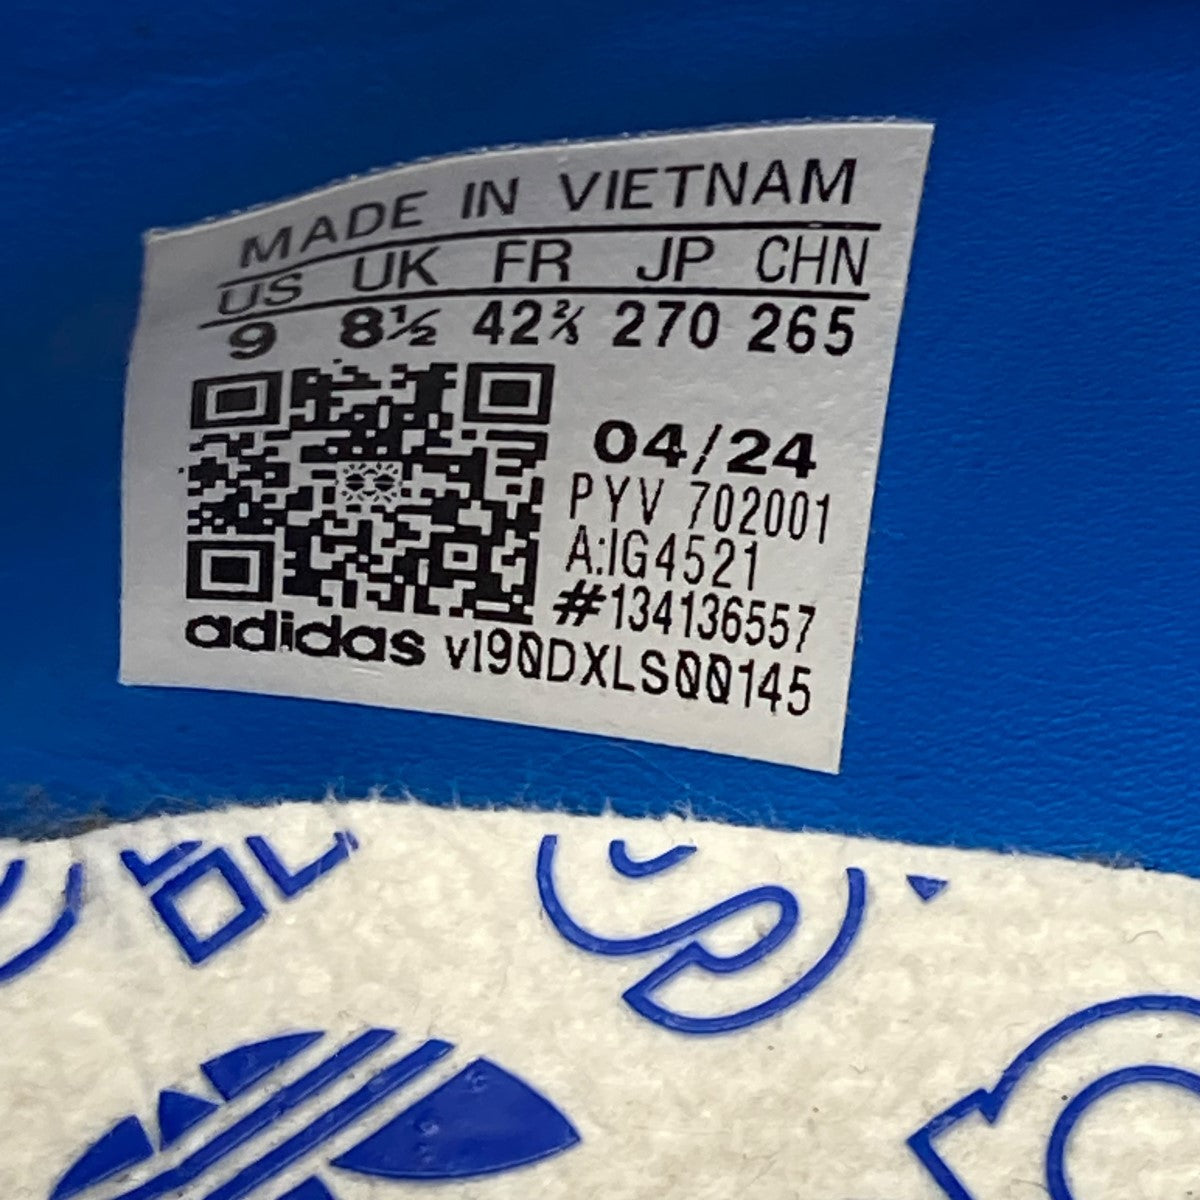 MADE IN VIETNAM
US UK FR JP CHN
9 8½ 42⅔ 270 265
04/24
PYV 702001
A:IG4521
#134136557
adidas v190DXLS00145